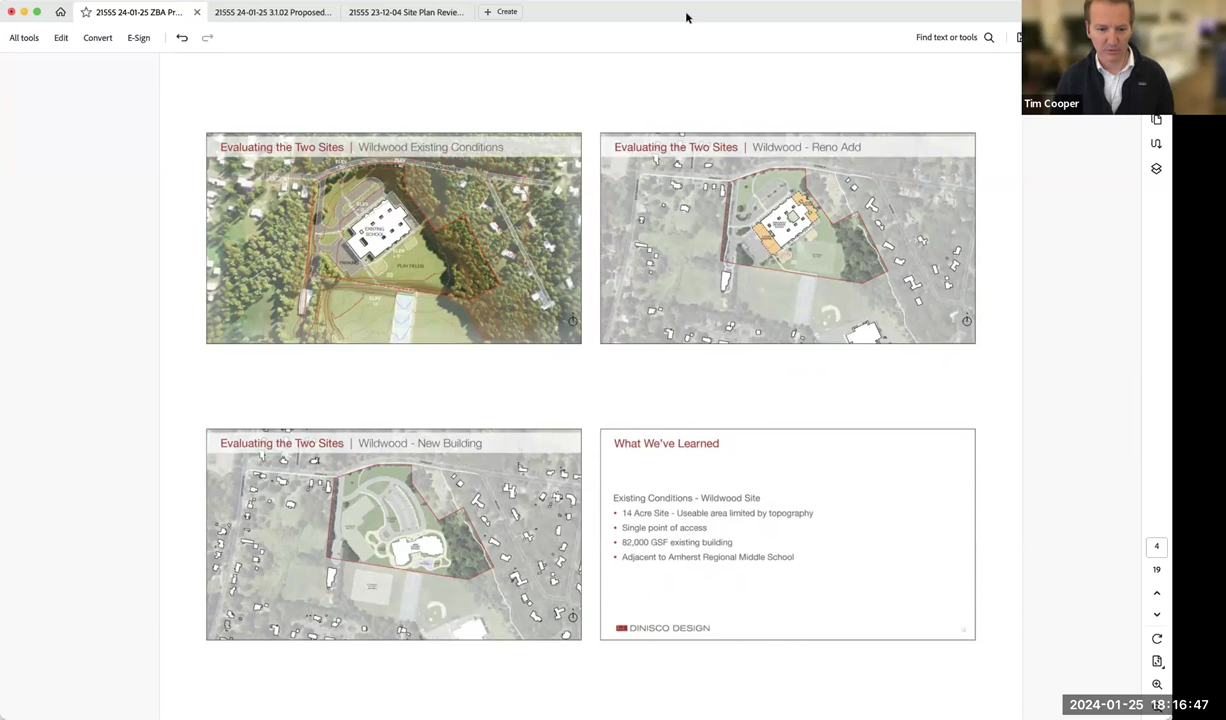 21555 24-01-25 ZBA Pr...
21555 24-01-25 3.1.02 Proposed...
21555 23-12-04 Site Plan Revie...
Create
All tools
Edit
Convert
E-Sign
Find text or tools
Tim Cooper
Evaluating the Two Sites | Wildwood Existing Conditions
EXISTING
SCHOOL
PARKING
PLAY FIELDS
Evaluating the Two Sites | Wildwood - Reno Add
Evaluating the Two Sites | Wildwood - New Building
What We've Learned
Existing Conditions - Wildwood Site
• 14 Acre Site - Useable area limited by topography
• Single point of access
• 82,000 GSF existing building
• Adjacent to Amherst Regional Middle School
DINISCO DESIGN
4
19
2024-01-25 18:16:47